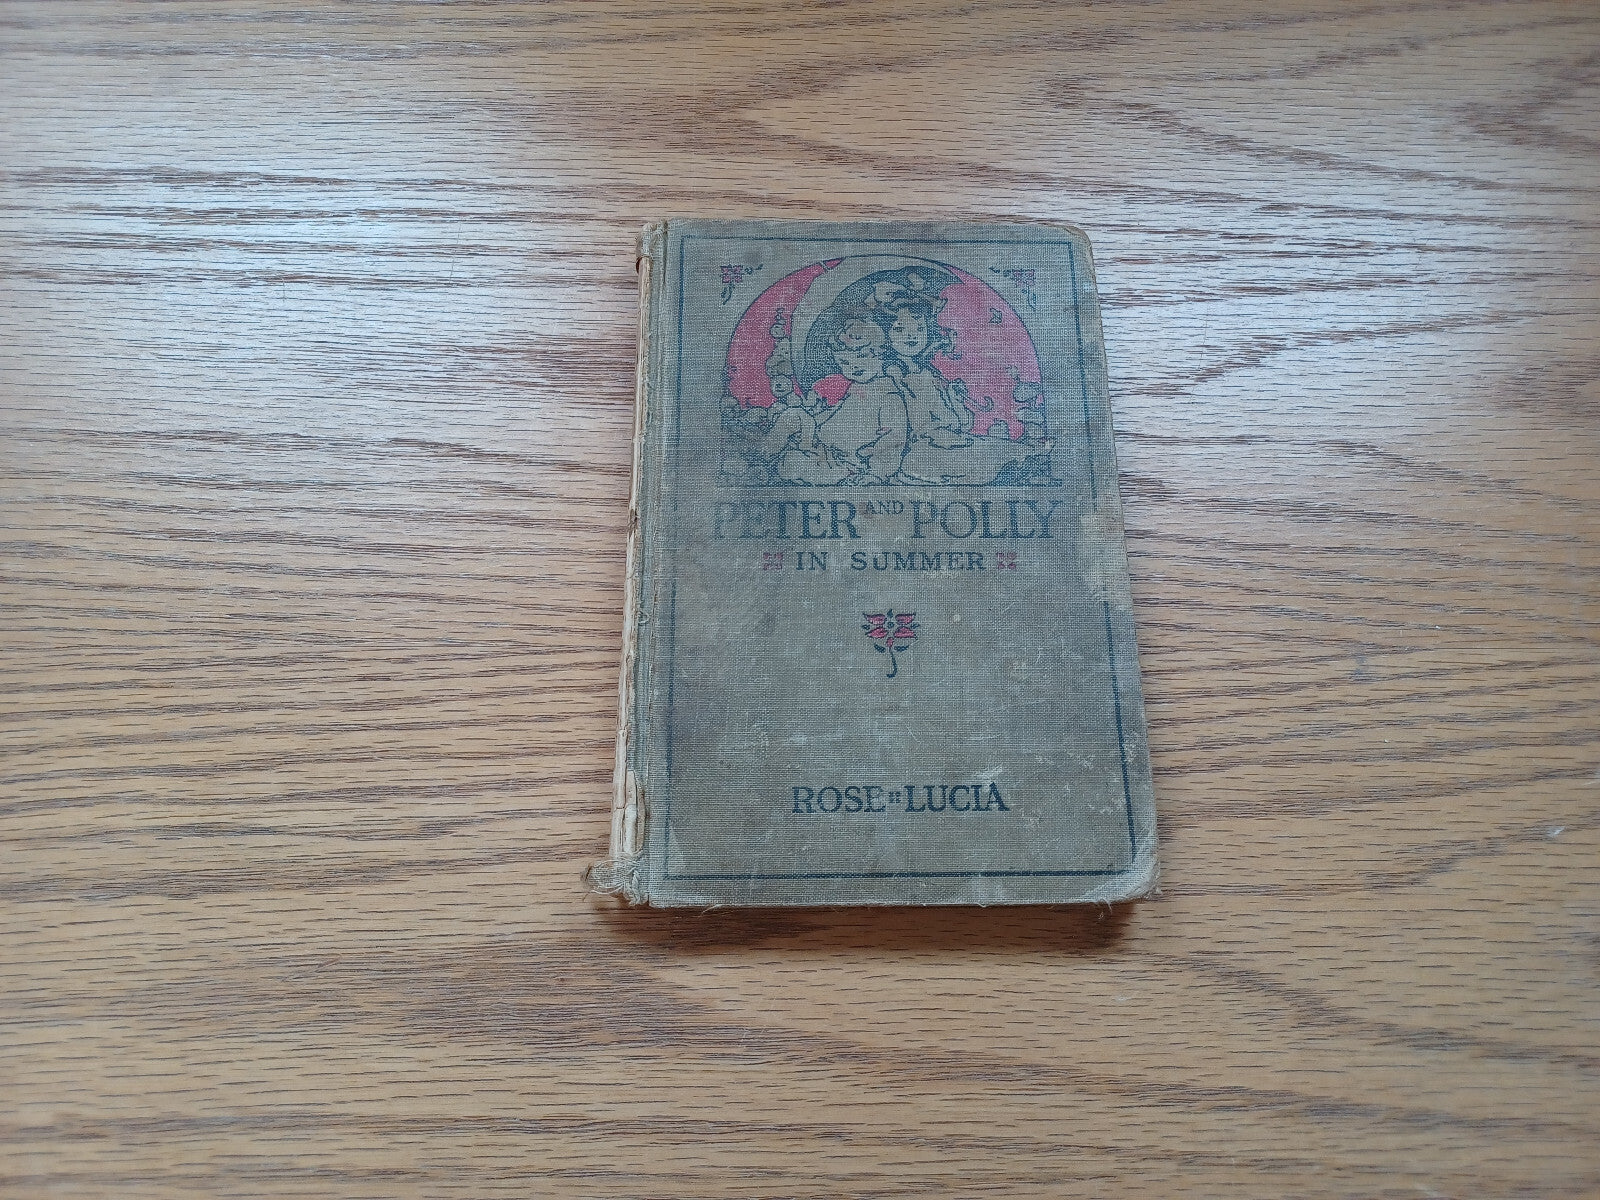 PETER AND POLLY
IN SUMMER
ROSE LUCIA